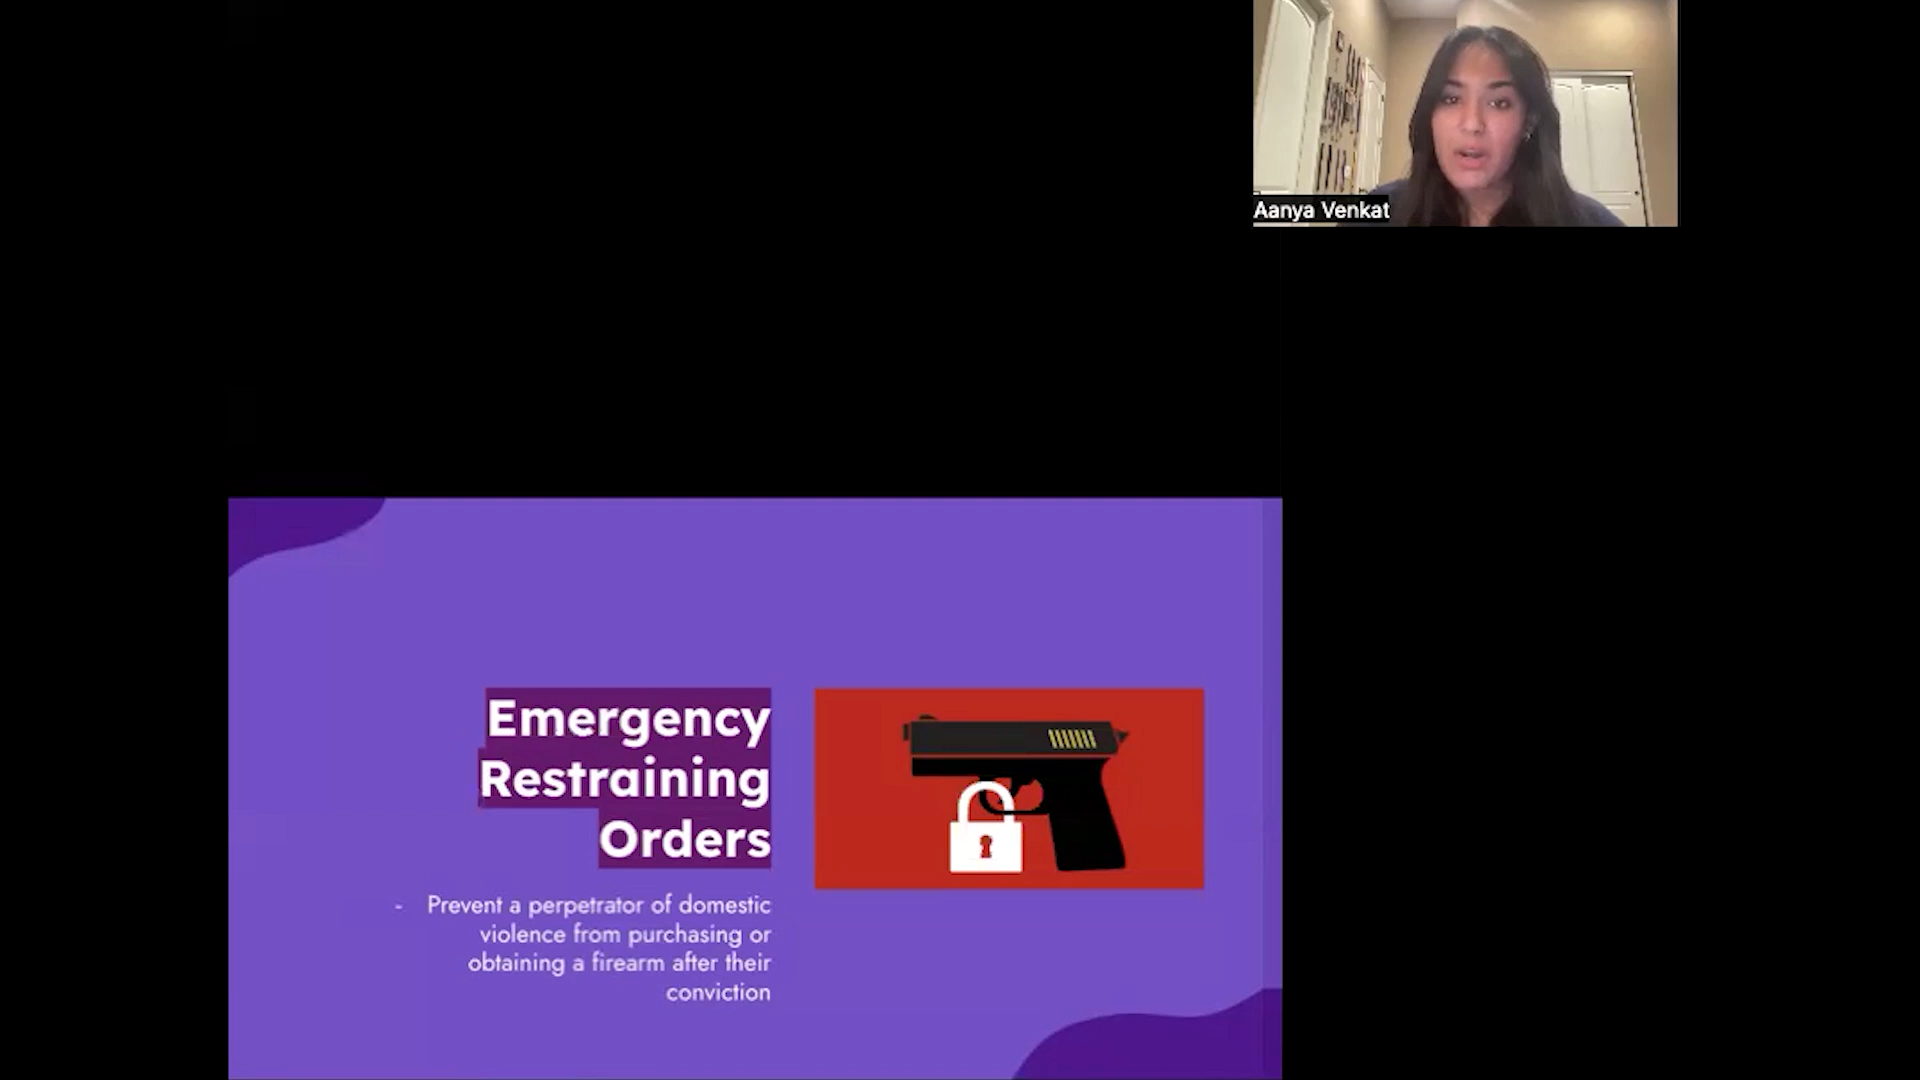 Aanya Venkat
Emergency
Restraining
Orders
- Prevent a perpetrator of domestic
violence from purchasing or
obtaining a firearm after their
conviction